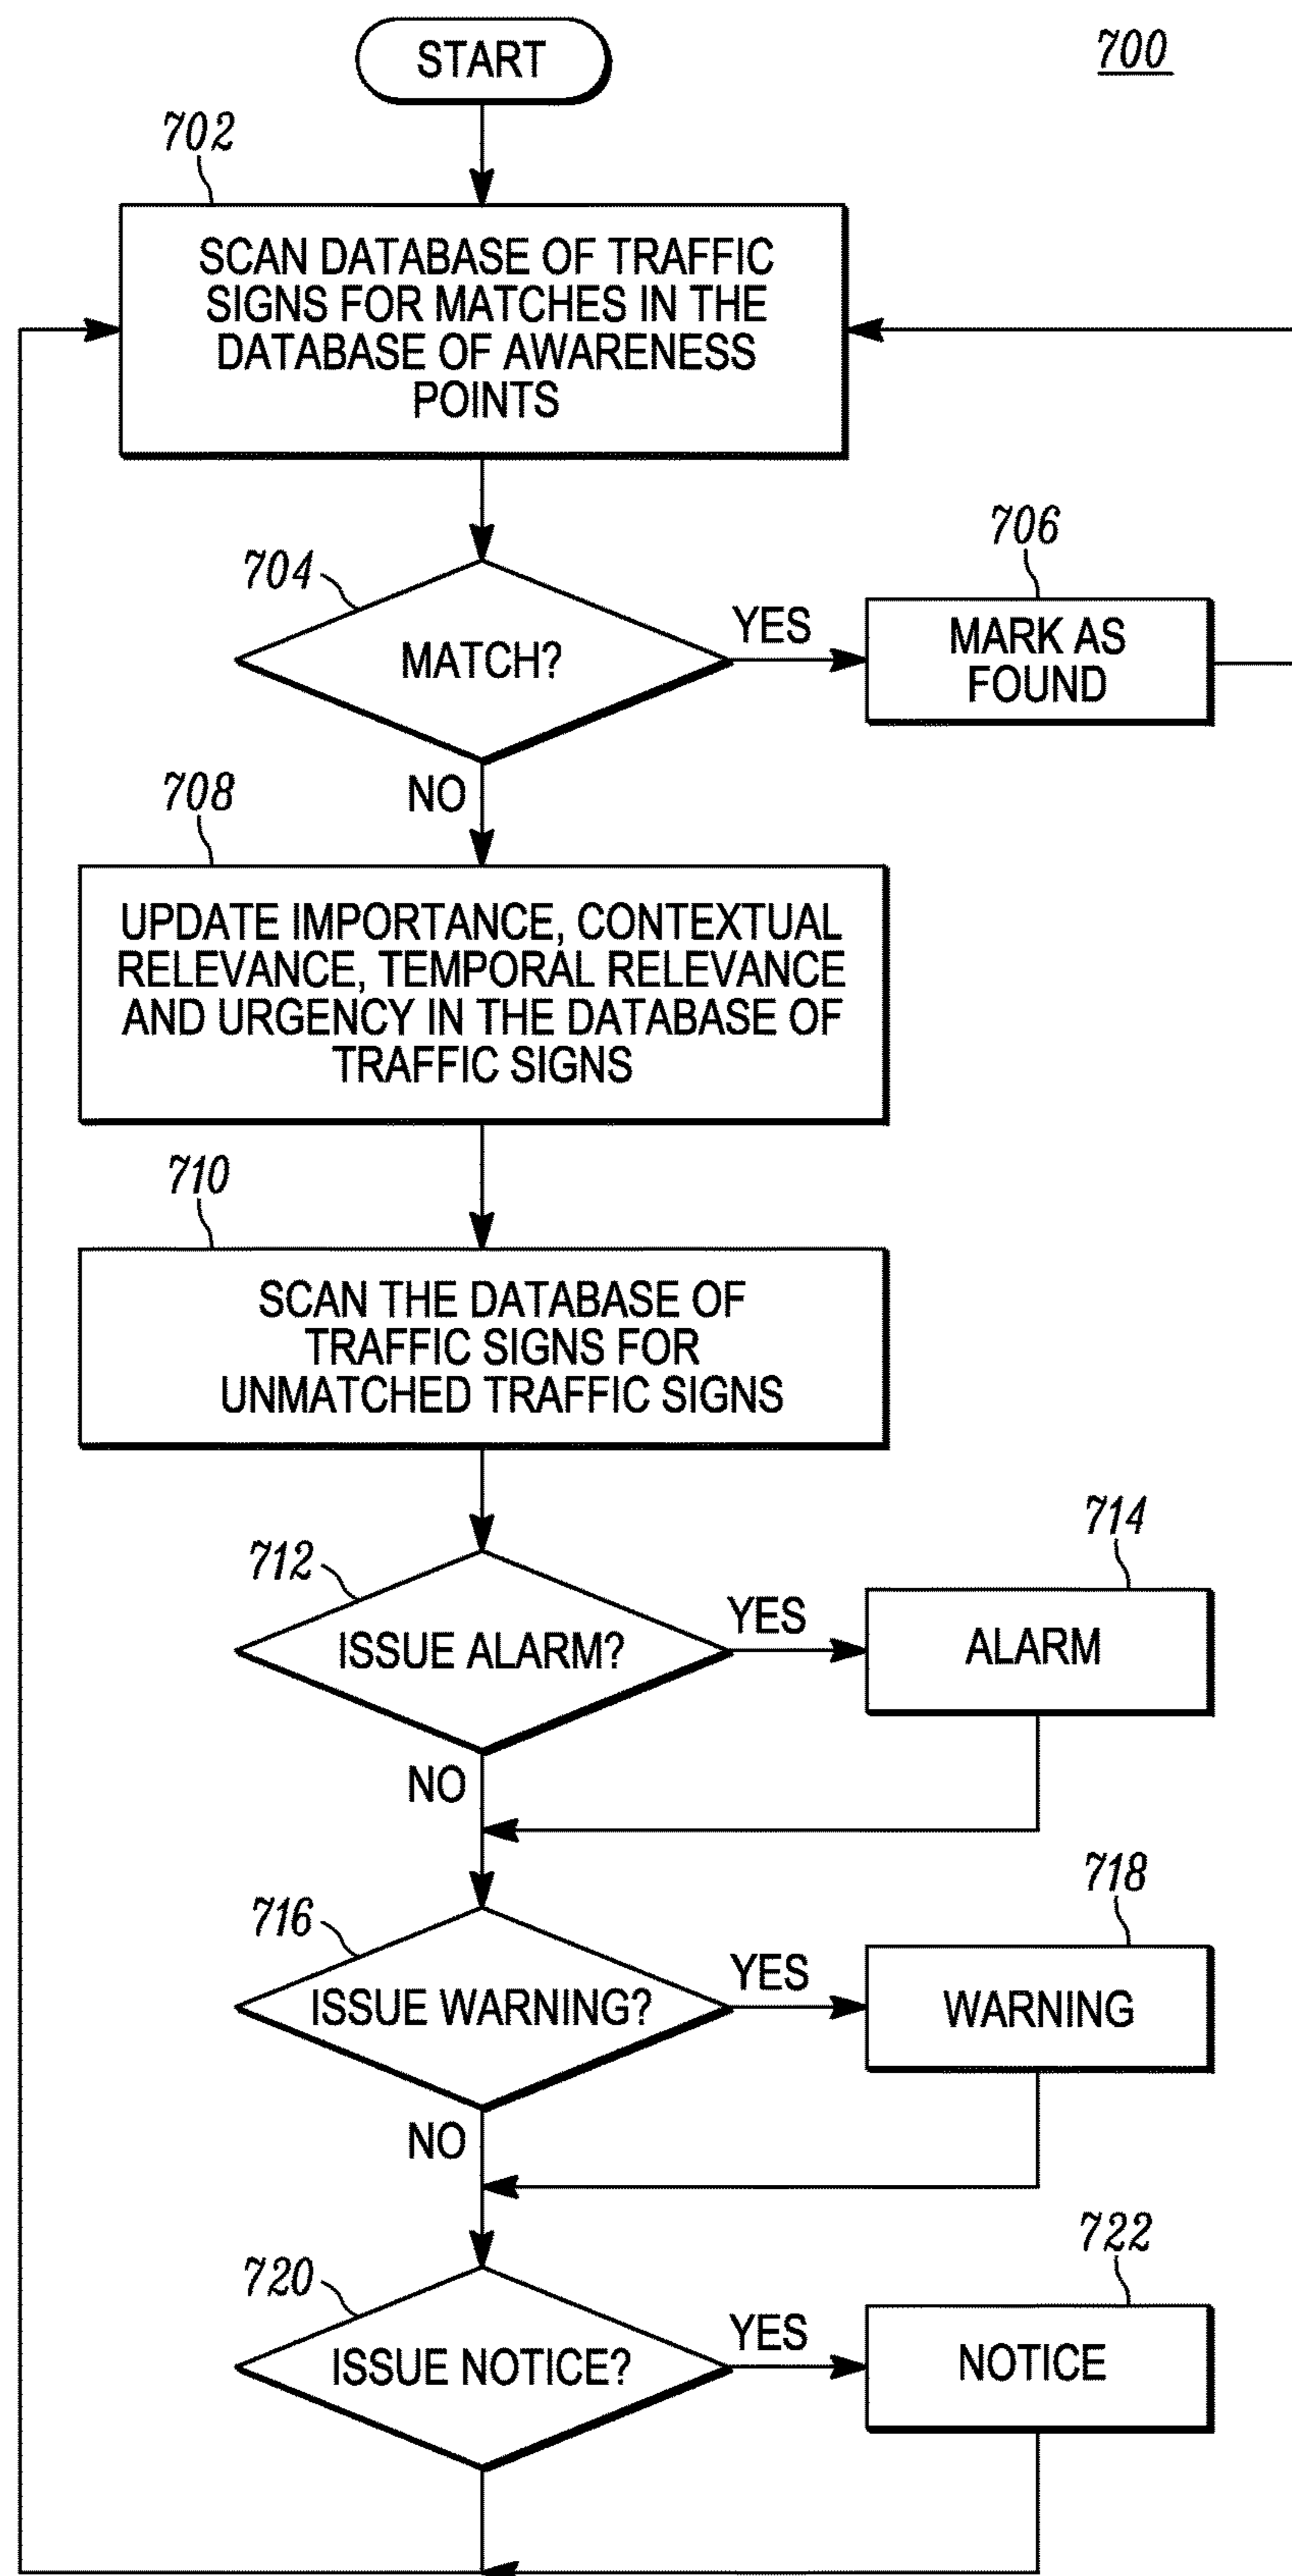 START
700
702
SCAN DATABASE OF TRAFFIC
SIGNS FOR MATCHES IN THE
DATABASE OF AWARENESS
POINTS
704
MATCH?
YES
706
MARK AS
FOUND
NO
708
UPDATE IMPORTANCE, CONTEXTUAL
RELEVANCE, TEMPORAL RELEVANCE
AND URGENCY IN THE DATABASE OF
TRAFFIC SIGNS
710
SCAN THE DATABASE OF
TRAFFIC SIGNS FOR
UNMATCHED TRAFFIC SIGNS
712
ISSUE ALARM?
YES
714
ALARM
NO
716
ISSUE WARNING?
YES
718
WARNING
NO
720
ISSUE NOTICE?
YES
722
NOTICE